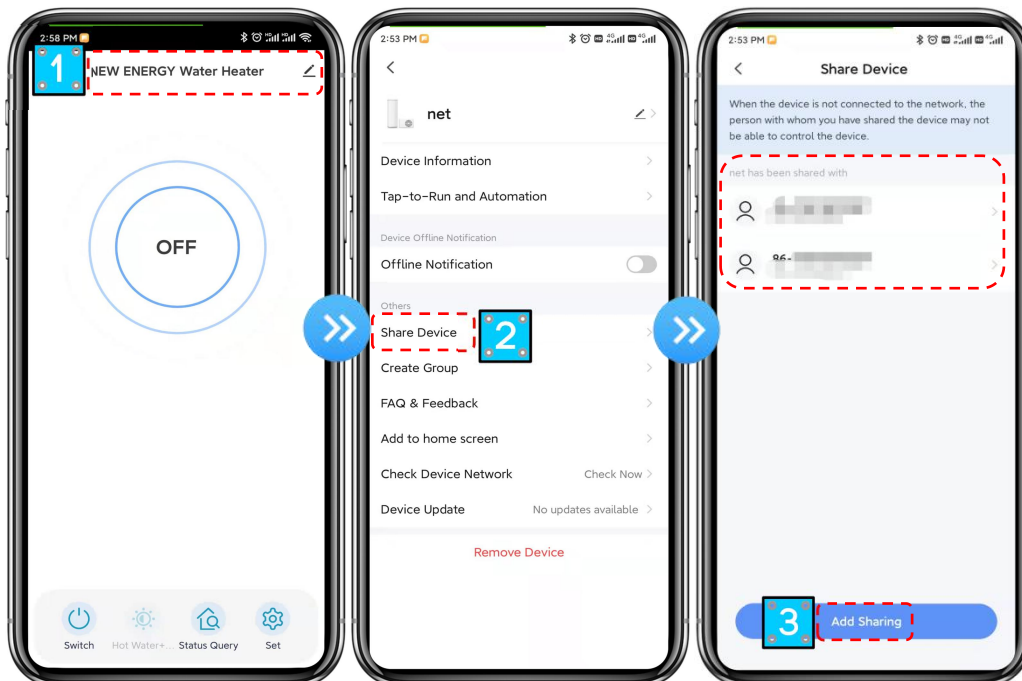 2:58 PM
1
NEW ENERGY Water Heater
OFF
Switch
Hot Water+...
Status Query
Set
2:53 PM
net
Device Information
Tap-to-Run and Automation
Device Offline Notification
Offline Notification
Others
Share Device
2
Create Group
FAQ & Feedback
Add to home screen
Check Device Network Check Now
Device Update No updates available
Remove Device
2:53 PM
Share Device
When the device is not connected to the network, the
person with whom you have shared the device may not
be able to control the device.
net has been shared with
86-
3
Add Sharing